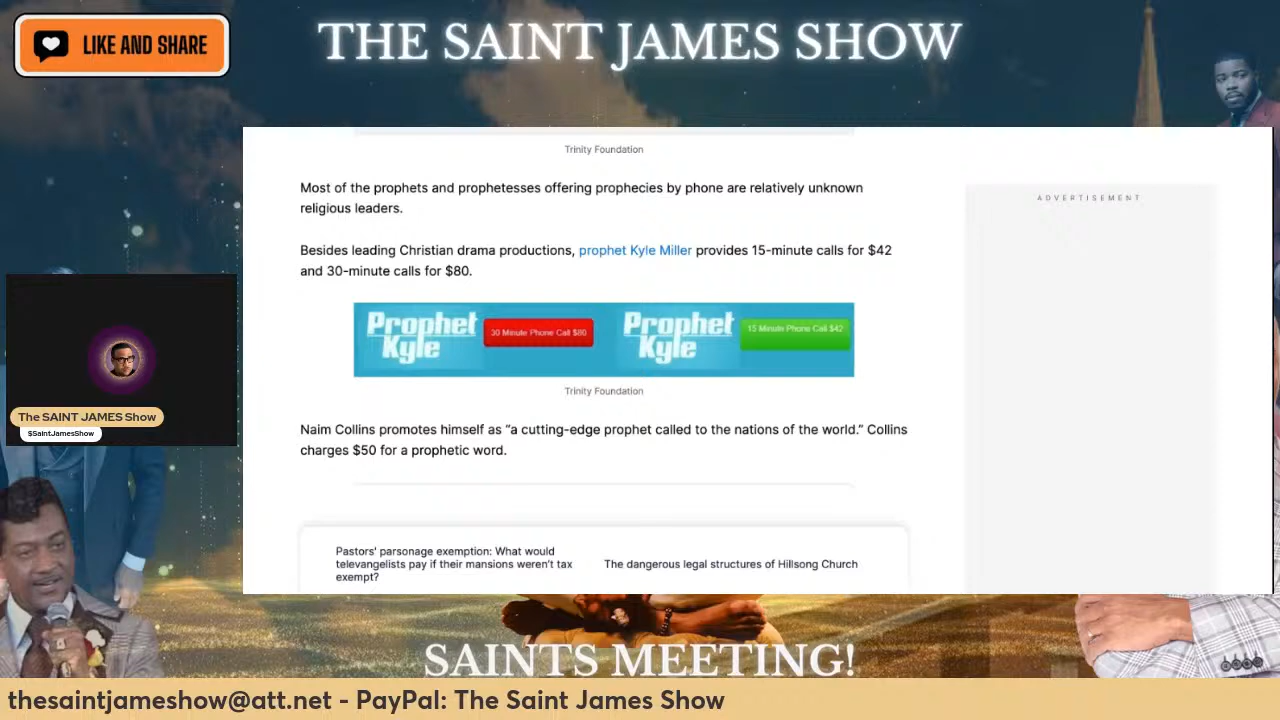 LIKE AND SHARE
THE SAINT JAMES SHOW
Trinity Foundation
Most of the prophets and prophetesses offering prophecies by phone are relatively unknown
religious leaders.
ADVERTISEMENT
Besides leading Christian drama productions, prophet Kyle Miller provides 15-minute calls for $42
and 30-minute calls for $80.
Prophet
Kyle
30 Minute Phone Call $80
Prophet
Kyle
15 Minute Phone Call $42
Trinity Foundation
The SAINT JAMES Show
$SaintJamesShow
Naim Collins promotes himself as “a cutting-edge prophet called to the nations of the world.” Collins
charges $50 for a prophetic word.
Pastors' parsonage exemption: What would
televangelists pay if their mansions weren’t tax
exempt?
The dangerous legal structures of Hillsong Church
SAINTS MEETING!
thesaintjameshow@att.net - PayPal: The Saint James Show